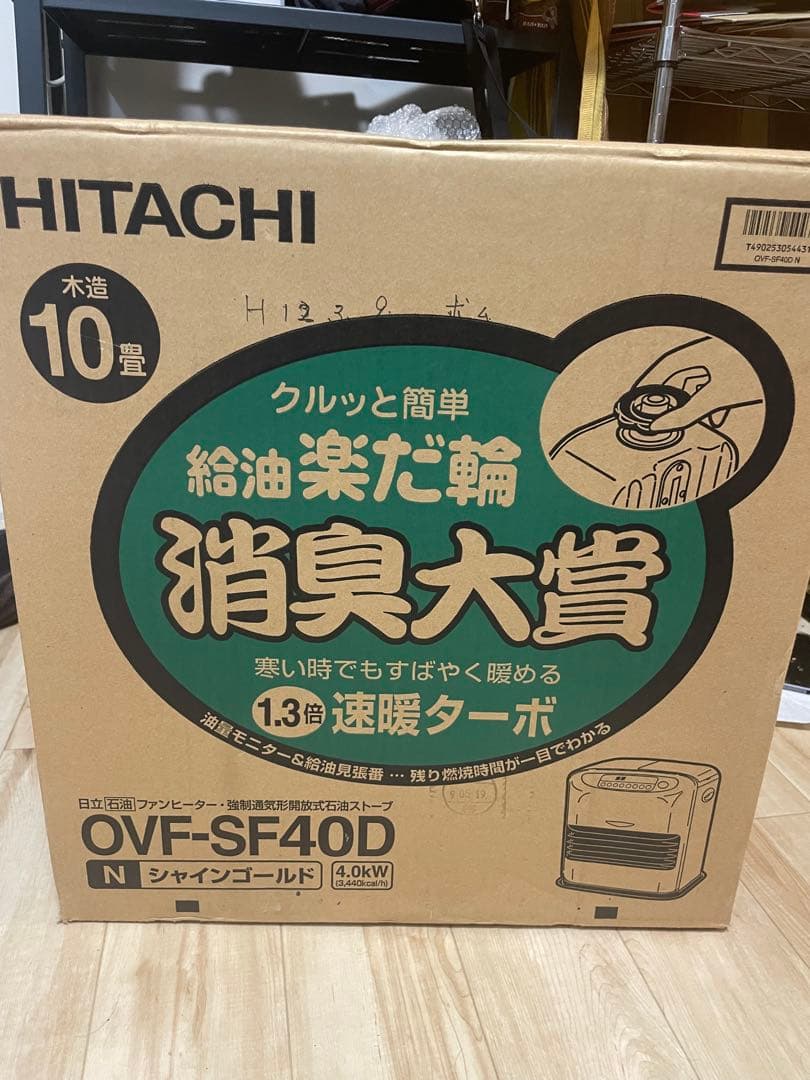 HITACHI
T490253054431
OVF-SF40D N
木造
10畳
クルッと簡単
給油楽だ輪
消臭大賞
寒い時でもすばやく暖める
1.3倍 速暖ターボ
油量モニター&給油見張番…残り燃焼時間が一目でわかる
日立石油ファンヒーター・強制通気形開放式石油ストーブ
OVF-SF40D
N シャインゴールド
4.0kW
(3,440kcal/h)